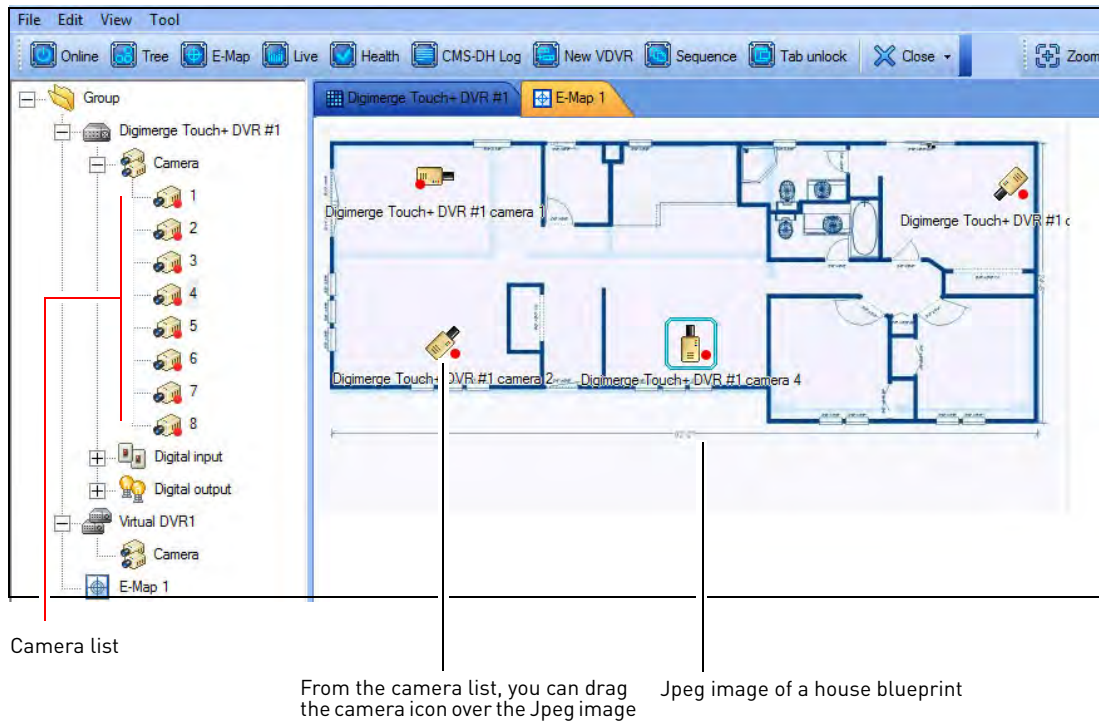 File Edit View Tool
Online Tree E-Map Live Health CMS-DH Log New VDVR Sequence Tab unlock Close Zoom
Group
Digimerge Touch+ DVR #1
Camera
1
2
3
4
5
6
7
8
Digital input
Digital output
Virtual DVR1
Camera
E-Map 1
Digimerge Touch+ DVR #1
E-Map 1
Digimerge Touch+ DVR #1 camera 1
Digimerge Touch+ DVR #1 c
Digimerge Touch+ DVR #1 camera 2
Digimerge Touch+ DVR #1 camera 4
Camera list
From the camera list, you can drag
the camera icon over the Jpeg image
Jpeg image of a house blueprint